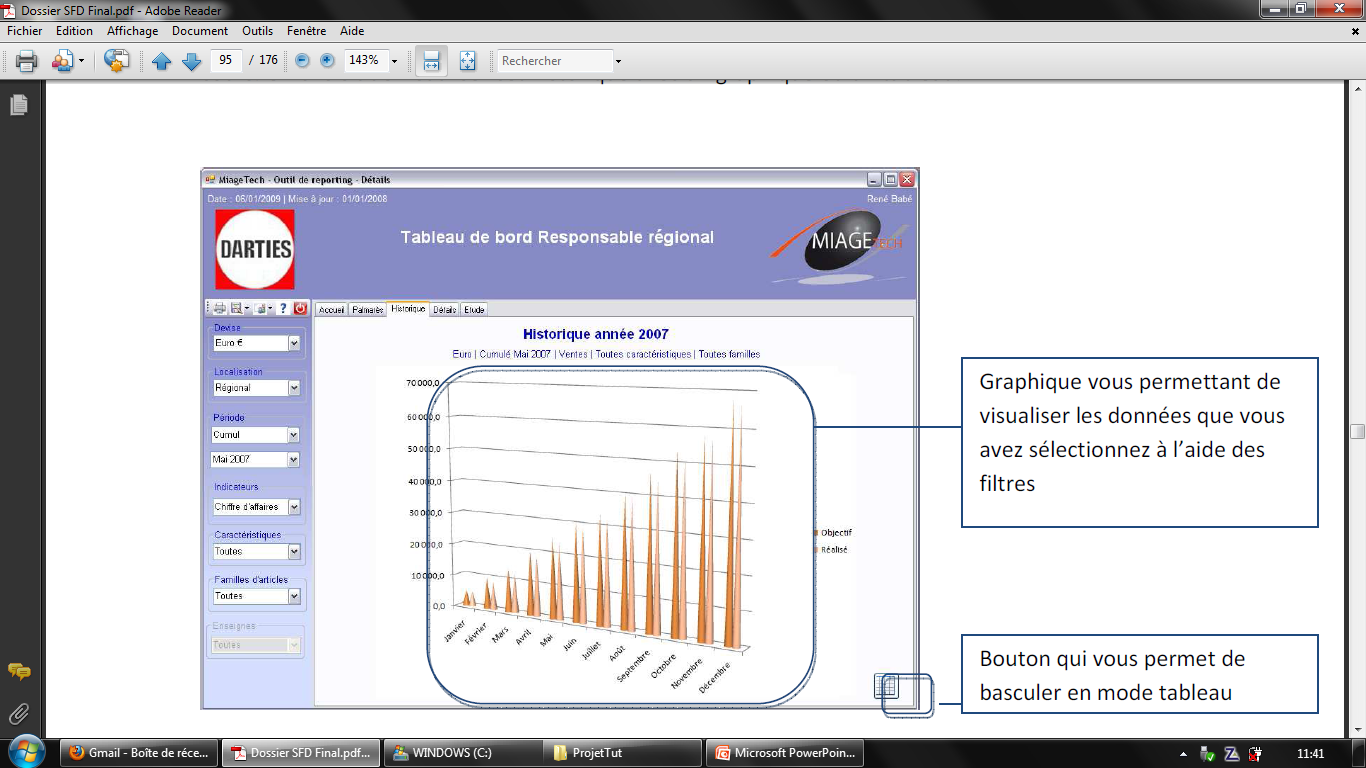 Dossier SFD Final.pdf - Adobe Reader
Fichier Edition Affichage Document Outils Fenêtre Aide
95 / 176 143% Rechercher
MiageTech - Outil de reporting - Détails
Date : 06/01/2009 | Mise à jour : 01/01/2008 René Babé
DARTIES
Tableau de bord Responsable régional
MIAGETECH
Accueil Palmarès Historique Détails Etude
Devise
Euro €
Localisation
Régional
Période
Cumul
Mai 2007
Indicateurs
Chiffre d'affaires
Caractéristiques
Toutes
Familles d'articles
Toutes
Enseignes
Toutes
Historique année 2007
Euro | Cumulé Mai 2007 | Ventes | Toutes caractéristiques | Toutes familles
70 000,0
60 000,0
50 000,0
40 000,0
30 000,0
20 000,0
10 000,0
0,0
Janvier
Février
Mars
Avril
Mai
Juin
Juillet
Août
Septembre
Octobre
Novembre
Décembre
Objectif
Réalisé
Graphique vous permettant de
visualiser les données que vous
avez sélectionnez à l’aide des
filtres
Bouton qui vous permet de
basculer en mode tableau
Gmail - Boîte de réce... Dossier SFD Final.pdf... WINDOWS (C:) ProjetTut Microsoft PowerPoin... 11:41